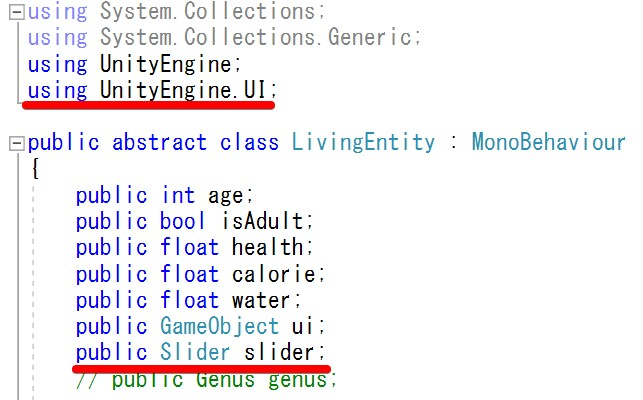 using System.Collections;
using System.Collections.Generic;
using UnityEngine;
using UnityEngine.UI;
public abstract class LivingEntity : MonoBehaviour
{
public int age;
public bool isAdult;
public float health;
public float calorie;
public float water;
public GameObject ui;
public Slider slider;
// public Genus genus;